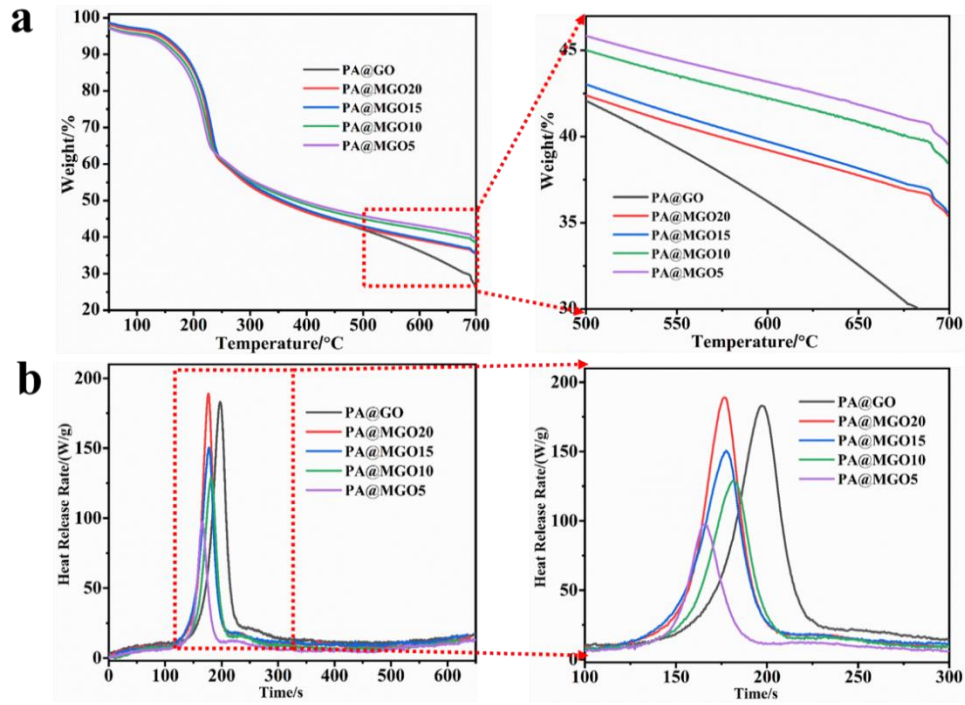 a
100
90
80
70
60
50
40
30
20
Weight/%
PA@GO
PA@MGO20
PA@MGO15
PA@MGO10
PA@MGO5
100 200 300 400 500 600 700
Temperature/°C
45
40
35
30
Weight/%
PA@GO
PA@MGO20
PA@MGO15
PA@MGO10
PA@MGO5
500 550 600 650 700
Temperature/°C
b
200
150
100
50
0
Heat Release Rate/(W/g)
PA@GO
PA@MGO20
PA@MGO15
PA@MGO10
PA@MGO5
0 100 200 300 400 500 600
Time/s
200
150
100
50
0
Heat Release Rate/(W/g)
PA@GO
PA@MGO20
PA@MGO15
PA@MGO10
PA@MGO5
100 150 200 250 300
Time/s